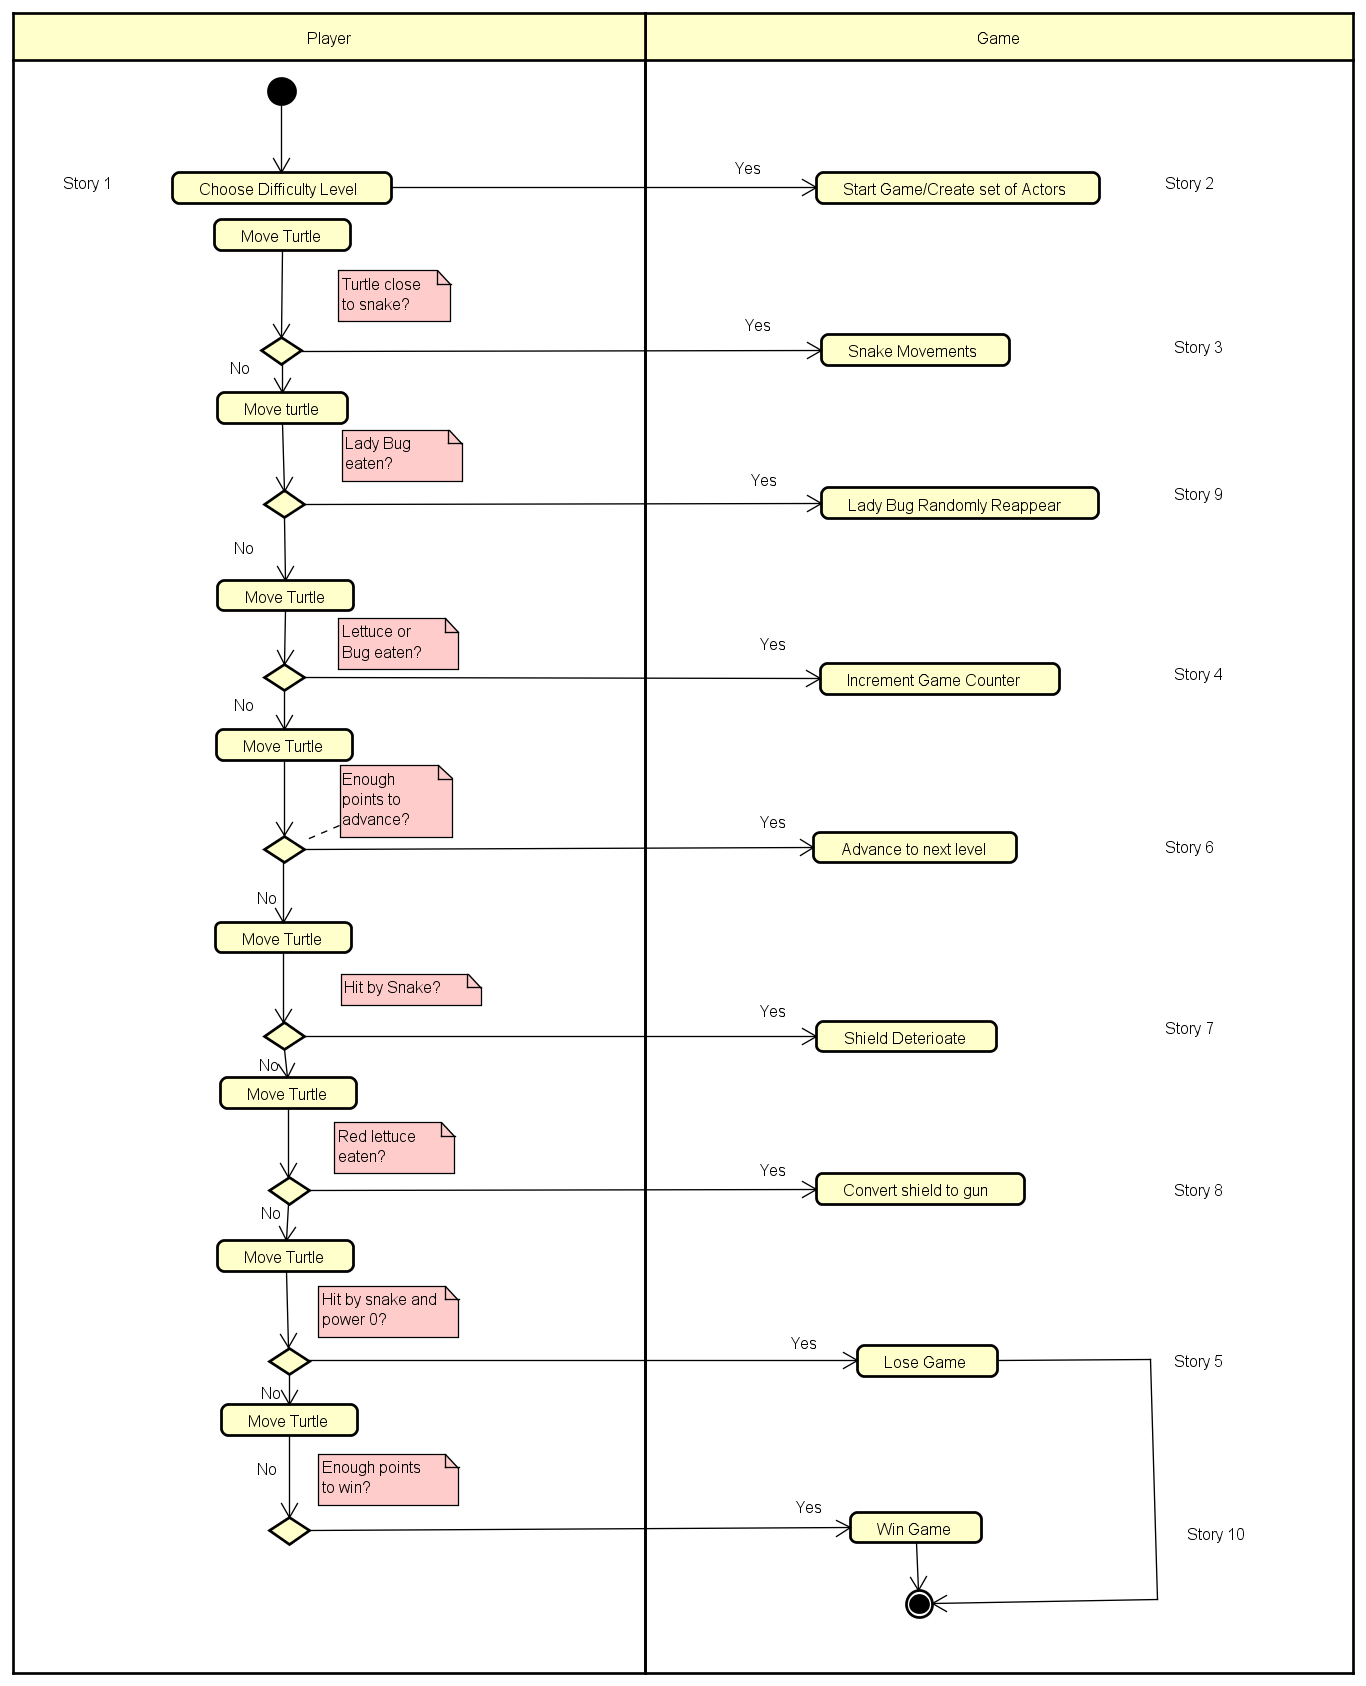 Player
Game
Story 1
Choose Difficulty Level
Yes
Start Game/Create set of Actors
Story 2
Move Turtle
Turtle close
to snake?
Yes
Snake Movements
Story 3
No
Move turtle
Lady Bug
eaten?
Yes
Lady Bug Randomly Reappear
Story 9
No
Move Turtle
Lettuce or
Bug eaten?
Yes
Increment Game Counter
Story 4
No
Move Turtle
Enough
points to
advance?
Yes
Advance to next level
Story 6
No
Move Turtle
Hit by Snake?
Yes
Shield Deterioate
Story 7
No
Move Turtle
Red lettuce
eaten?
Yes
Convert shield to gun
Story 8
No
Move Turtle
Hit by snake and
power 0?
Yes
Lose Game
Story 5
No
Move Turtle
No
Enough points
to win?
Yes
Win Game
Story 10